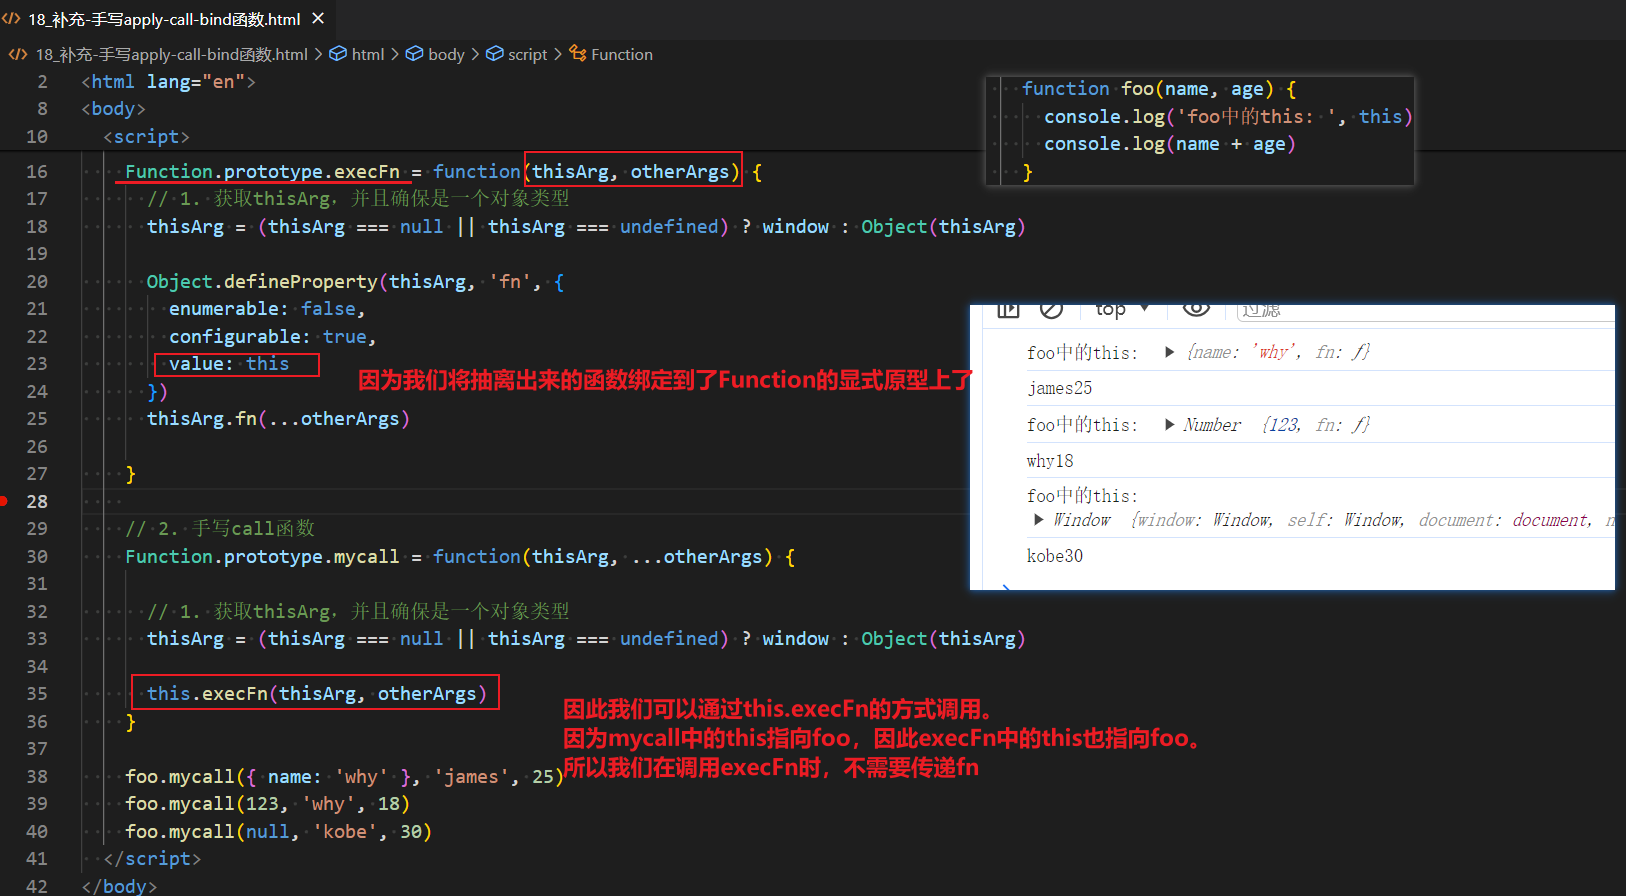 18_补充-手写apply-call-bind函数.html
18_补充-手写apply-call-bind函数.html > html > body > script > Function
2 <html lang="en">
8 <body>
10 <script>
16 Function.prototype.execFn = function(thisArg, otherArgs) {
17 // 1. 获取thisArg，并且确保是一个对象类型
18 thisArg = (thisArg === null || thisArg === undefined) ? window : Object(thisArg)
19
20 Object.defineProperty(thisArg, 'fn', {
21 enumerable: false,
22 configurable: true,
23 value: this
因为我们将抽离出来的函数绑定到了Function的显式原型上了
24 })
25 thisArg.fn(...otherArgs)
26
27 }
28
29 // 2. 手写call函数
30 Function.prototype.mycall = function(thisArg, ...otherArgs) {
31
32 // 1. 获取thisArg，并且确保是一个对象类型
33 thisArg = (thisArg === null || thisArg === undefined) ? window : Object(thisArg)
34
35 this.execFn(thisArg, otherArgs)
36 }
因此我们可以通过this.execFn的方式调用。
因为mycall中的this指向foo，因此execFn中的this也指向foo。
所以我们在调用execFn时，不需要传递fn
37
38 foo.mycall({ name: 'why' }, 'james', 25)
39 foo.mycall(123, 'why', 18)
40 foo.mycall(null, 'kobe', 30)
41 </script>
42 </body>
function foo(name, age) {
console.log('foo中的this: ', this)
console.log(name + age)
}
top 过滤
foo中的this: {name: 'why', fn: ƒ}
james25
foo中的this: Number {123, fn: ƒ}
why18
foo中的this:
Window {window: Window, self: Window, document: document,
kobe30